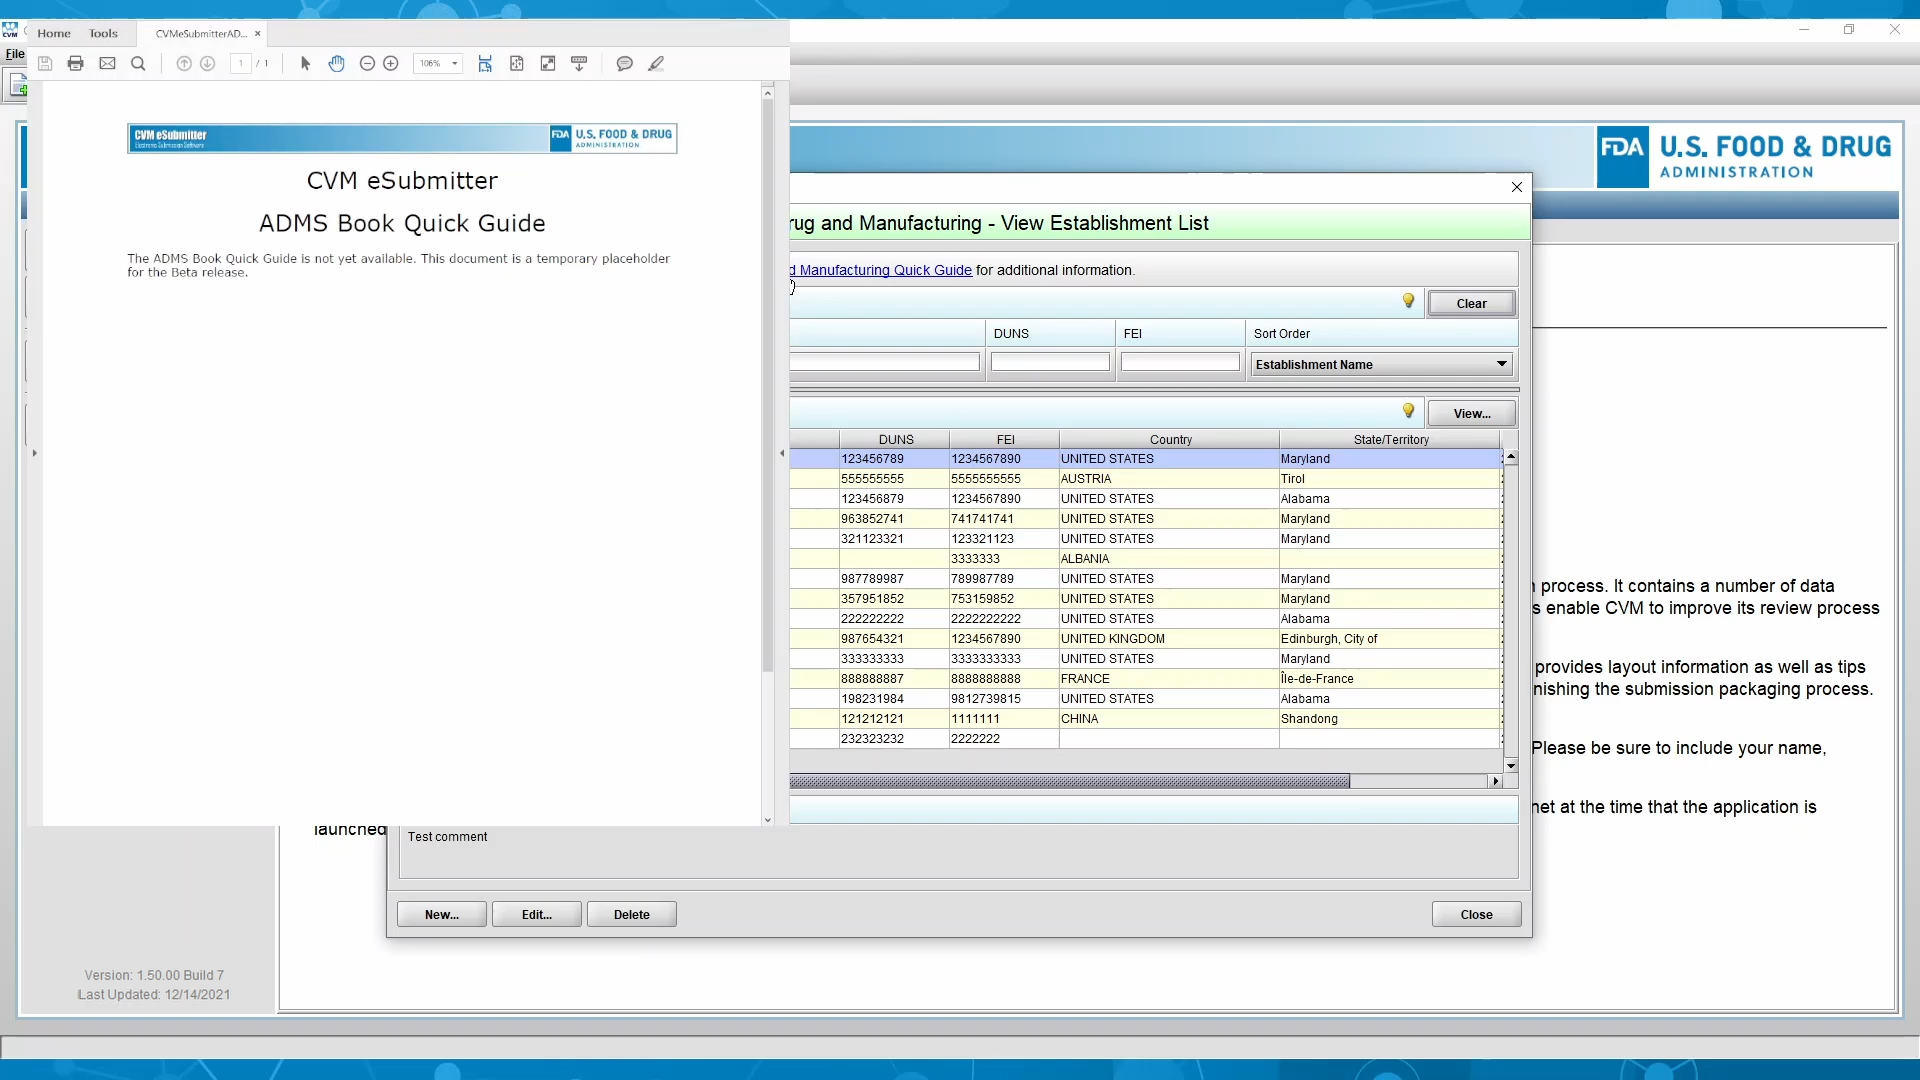 CVM
File
Home
Tools
CVMeSubmitterAD...
1 / 1
106%
CVM eSubmitter
Electronic Submission Software
FDA U.S. FOOD & DRUG
ADMINISTRATION
CVM eSubmitter
ADMS Book Quick Guide
The ADMS Book Quick Guide is not yet available. This document is a temporary placeholder
for the Beta release.
FDA U.S. FOOD & DRUG
ADMINISTRATION
rug and Manufacturing - View Establishment List
d Manufacturing Quick Guide for additional information.
Clear
DUNS FEI Sort Order
Establishment Name
View...
DUNS FEI Country State/Territory
123456789 1234567890 UNITED STATES Maryland
555555555 5555555555 AUSTRIA Tirol
123456879 1234567890 UNITED STATES Alabama
963852741 741741741 UNITED STATES Maryland
321123321 123321123 UNITED STATES Maryland
3333333 ALBANIA
987789987 789987789 UNITED STATES Maryland
357951852 753159852 UNITED STATES Maryland
222222222 2222222222 UNITED STATES Alabama
987654321 1234567890 UNITED KINGDOM Edinburgh, City of
333333333 3333333333 UNITED STATES Maryland
888888887 8888888888 FRANCE Île-de-France
198231984 9812739815 UNITED STATES Alabama
121212121 1111111 CHINA Shandong
232323232 2222222
Test comment
New...
Edit...
Delete
Close
process. It contains a number of data
s enable CVM to improve its review process
provides layout information as well as tips
nishing the submission packaging process.
Please be sure to include your name,
net at the time that the application is
launched
Version: 1.50.00 Build 7
Last Updated: 12/14/2021